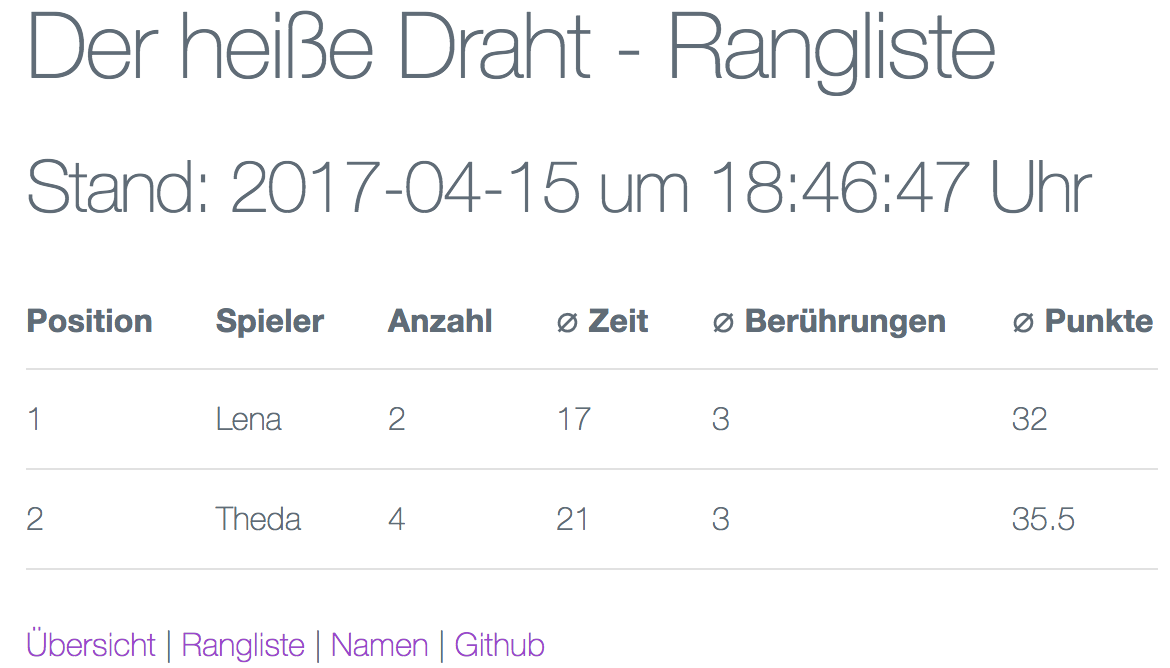 Der heiße Draht - Rangliste
Stand: 2017-04-15 um 18:46:47 Uhr
Position Spieler Anzahl ⌀ Zeit ⌀ Berührungen ⌀ Punkte
1 Lena 2 17 3 32
2 Theda 4 21 3 35.5
Übersicht | Rangliste | Namen | Github